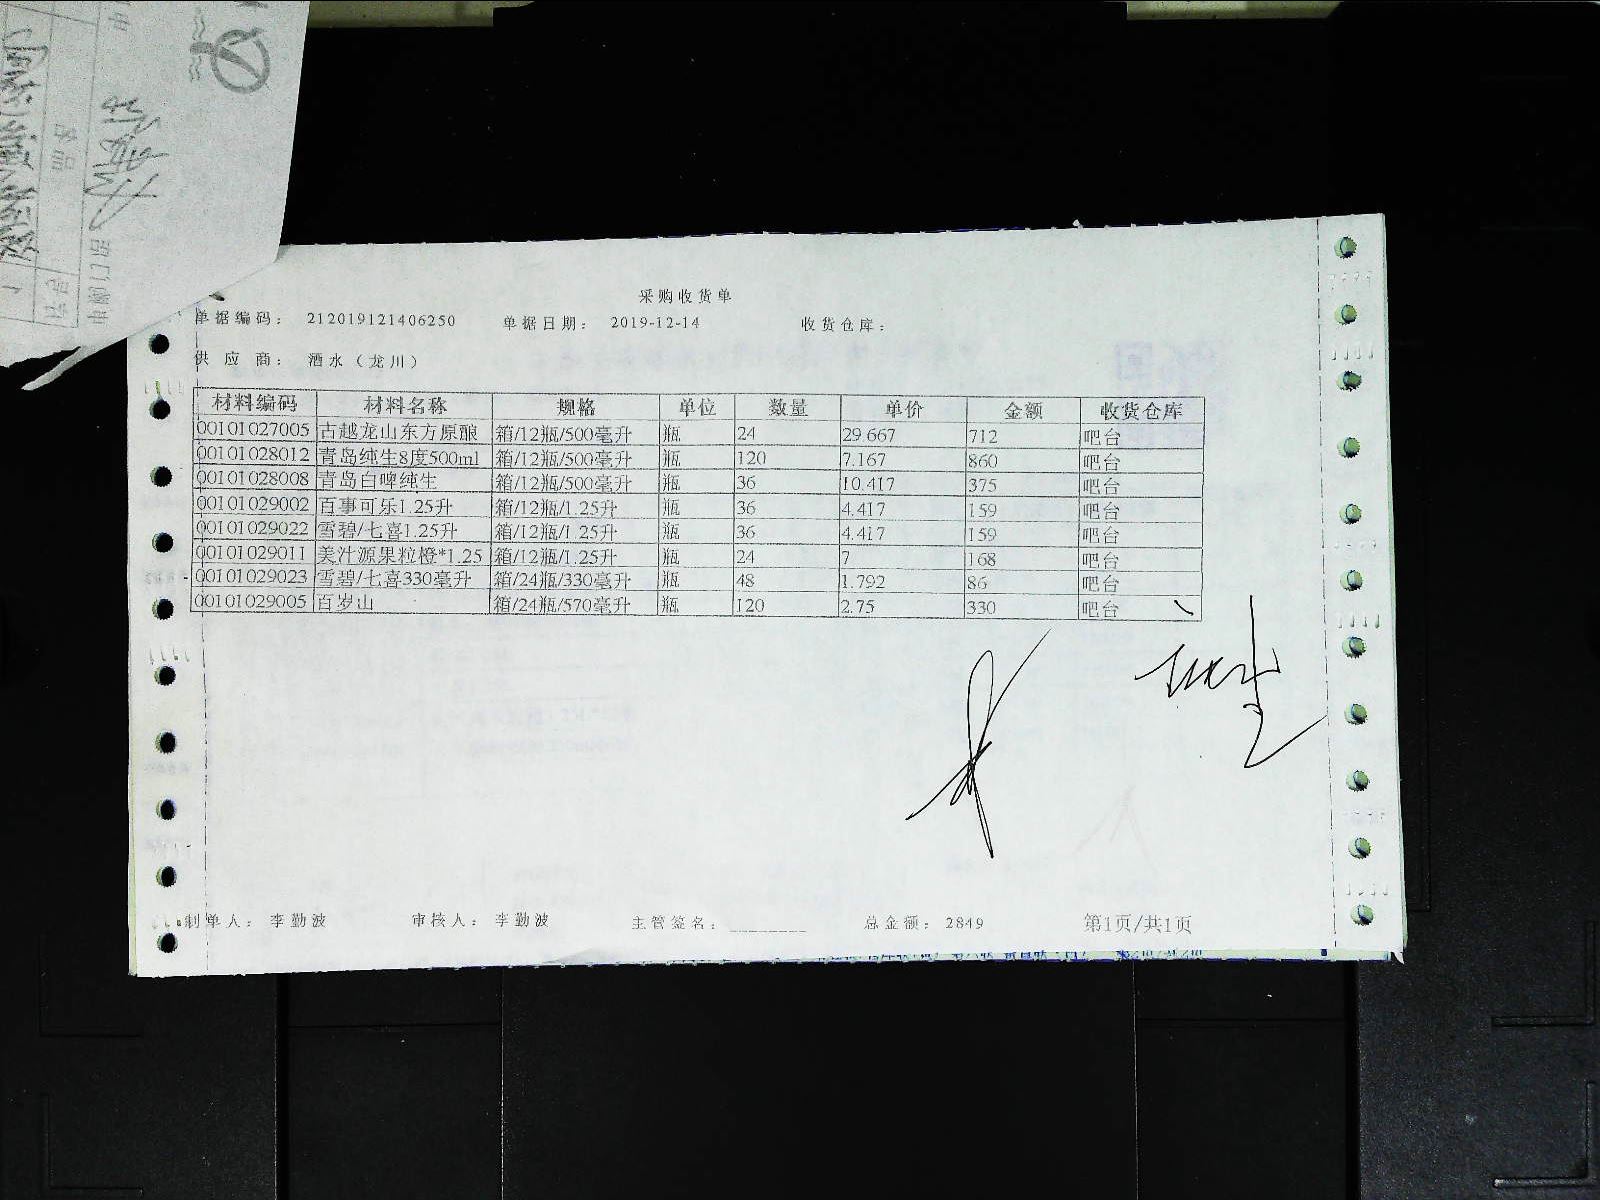 采购收货单
单据编码： 212019121406250 单据日期： 2019-12-14 收货仓库：
供 应 商： 酒水（龙川）
材料编码 材料名称 规格 单位 数量 单价 金额 收货仓库
00101027005 古越龙山东方原酿 箱/12瓶/500毫升 瓶 24 29.667 712 吧台
00101028012 青岛纯生8度500ml 箱/12瓶/500毫升 瓶 120 7.167 860 吧台
00101028008 青岛白啤纯生 箱/12瓶/500毫升 瓶 36 10.417 375 吧台
00101029002 百事可乐1.25升 箱/12瓶/1.25升 瓶 36 4.417 159 吧台
00101029022 雪碧/七喜1.25升 箱/12瓶/1.25升 瓶 36 4.417 159 吧台
00101029011 美汁源果粒橙*1.25 箱/12瓶/1.25升 瓶 24 7 168 吧台
00101029023 雪碧/七喜330毫升 箱/24瓶/330毫升 瓶 48 1.792 86 吧台
00101029005 百岁山 箱/24瓶/570毫升 瓶 120 2.75 330 吧台
制单人： 李勤波 审核人： 李勤波 主管签名：________ 总金额： 2849 第1页/共1页